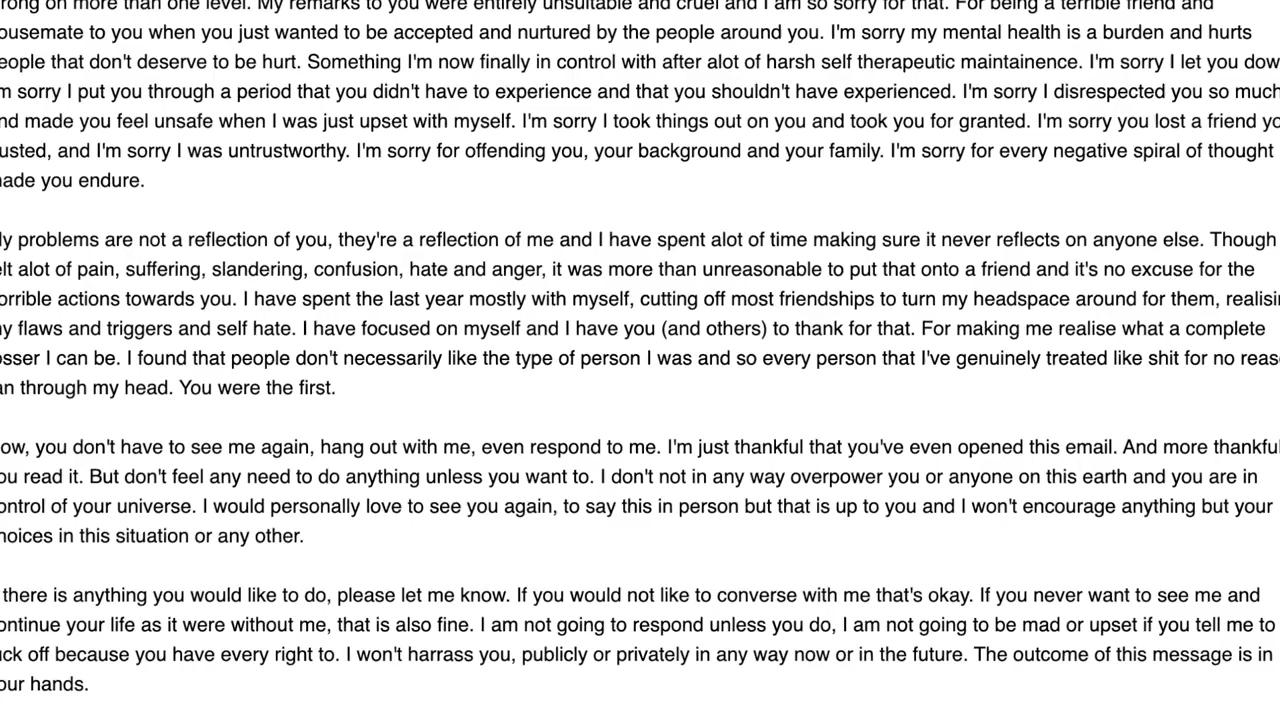 rong on more than one level. My remarks to you were entirely unsuitable and cruel and I am so sorry for that. For being a terrible friend and
ousemate to you when you just wanted to be accepted and nurtured by the people around you. I'm sorry my mental health is a burden and hurts
eople that don't deserve to be hurt. Something I'm now finally in control with after alot of harsh self therapeutic maintainence. I'm sorry I let you dow
m sorry I put you through a period that you didn't have to experience and that you shouldn't have experienced. I'm sorry I disrespected you so much
nd made you feel unsafe when I was just upset with myself. I'm sorry I took things out on you and took you for granted. I'm sorry you lost a friend yo
usted, and I'm sorry I was untrustworthy. I'm sorry for offending you, your background and your family. I'm sorry for every negative spiral of thought
ade you endure.
ly problems are not a reflection of you, they're a reflection of me and I have spent alot of time making sure it never reflects on anyone else. Though
elt alot of pain, suffering, slandering, confusion, hate and anger, it was more than unreasonable to put that onto a friend and it's no excuse for the
orrible actions towards you. I have spent the last year mostly with myself, cutting off most friendships to turn my headspace around for them, realisin
y flaws and triggers and self hate. I have focused on myself and I have you (and others) to thank for that. For making me realise what a complete
osser I can be. I found that people don't necessarily like the type of person I was and so every person that I've genuinely treated like shit for no reas
an through my head. You were the first.
ow, you don't have to see me again, hang out with me, even respond to me. I'm just thankful that you've even opened this email. And more thankful
ou read it. But don't feel any need to do anything unless you want to. I don't not in any way overpower you or anyone on this earth and you are in
ontrol of your universe. I would personally love to see you again, to say this in person but that is up to you and I won't encourage anything but your
hoices in this situation or any other.
there is anything you would like to do, please let me know. If you would not like to converse with me that's okay. If you never want to see me and
ontinue your life as it were without me, that is also fine. I am not going to respond unless you do, I am not going to be mad or upset if you tell me to
uck off because you have every right to. I won't harrass you, publicly or privately in any way now or in the future. The outcome of this message is in
our hands.